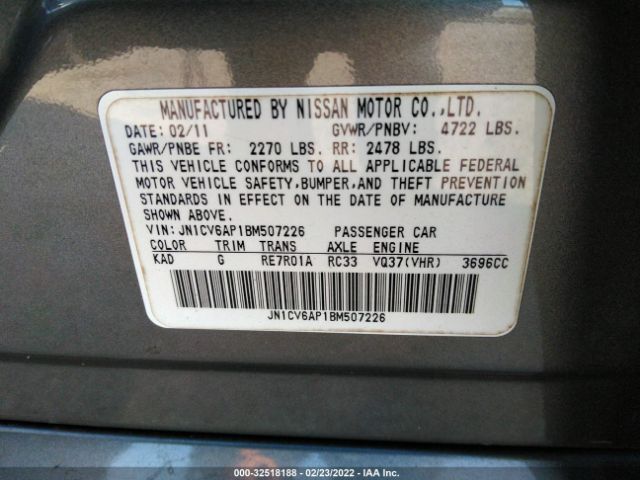 MANUFACTURED BY NISSAN MOTOR CO.,LTD.
DATE: 02/11 GVWR/PNBV: 4722 LBS.
GAWR/PNBE FR: 2270 LBS. RR: 2478 LBS.
THIS VEHICLE CONFORMS TO ALL APPLICABLE FEDERAL
MOTOR VEHICLE SAFETY,BUMPER,AND THEFT PREVENTION
STANDARDS IN EFFECT ON THE DATE OF MANUFACTURE
SHOWN ABOVE.
VIN: JN1CV6AP1BM507226 PASSENGER CAR
COLOR TRIM TRANS AXLE ENGINE
KAD G RE7R01A RC33 VQ37(VHR) 3696CC
JN1CV6AP1BM507226
000-32518188 - 02/23/2022 - IAA Inc.